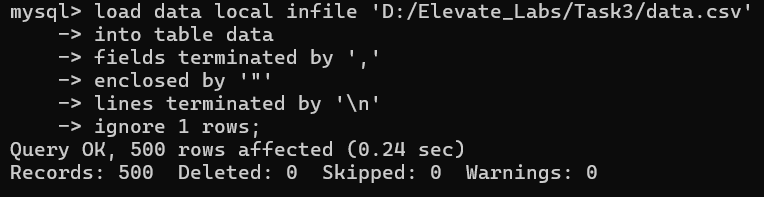 mysql> load data local infile 'D:/Elevate_Labs/Task3/data.csv'
    -> into table data
    -> fields terminated by ','
    -> enclosed by '"'
    -> lines terminated by '\n'
    -> ignore 1 rows;
Query OK, 500 rows affected (0.24 sec)
Records: 500  Deleted: 0  Skipped: 0  Warnings: 0